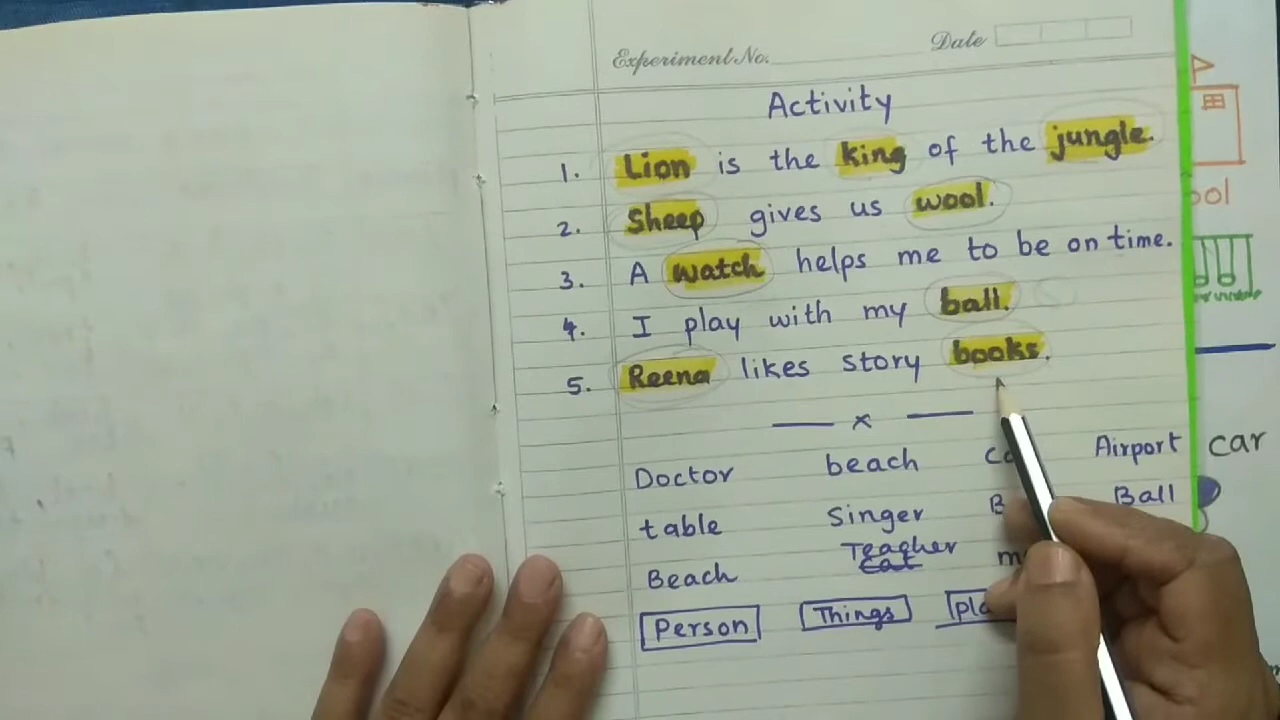 Experiment No.
Date
Activity
1. Lion is the king of the jungle.
2. Sheep gives us wool.
3. A watch helps me to be on time.
4. I play with my ball.
5. Reena likes story books.
x
Doctor beach Airport car
table Singer Ball
Teacher
Beach Cat
Person Things